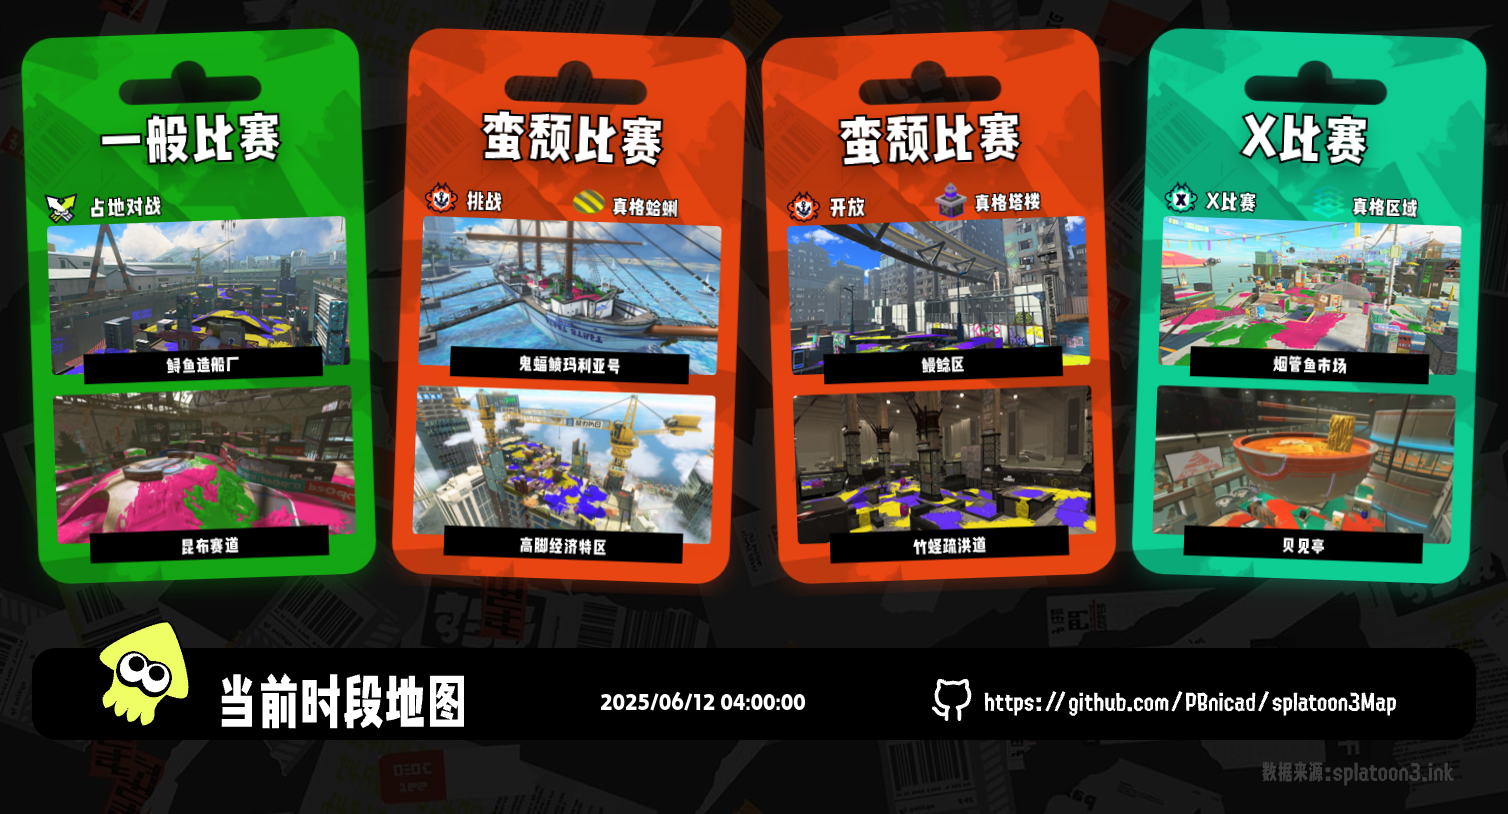 一般比赛
占地对战
鲟鱼造船厂
昆布赛道
蛮颓比赛
挑战
真格蛤蜊
鬼蝠鲼玛利亚号
高脚经济特区
蛮颓比赛
开放
真格塔楼
鳗鲶区
竹蛏疏洪道
X比赛
X比赛
真格区域
烟管鱼市场
贝见亭
当前时段地图
2025/06/12 04:00:00
https://github.com/PBnicad/splatoon3Map
数据来源:splatoon3.ink